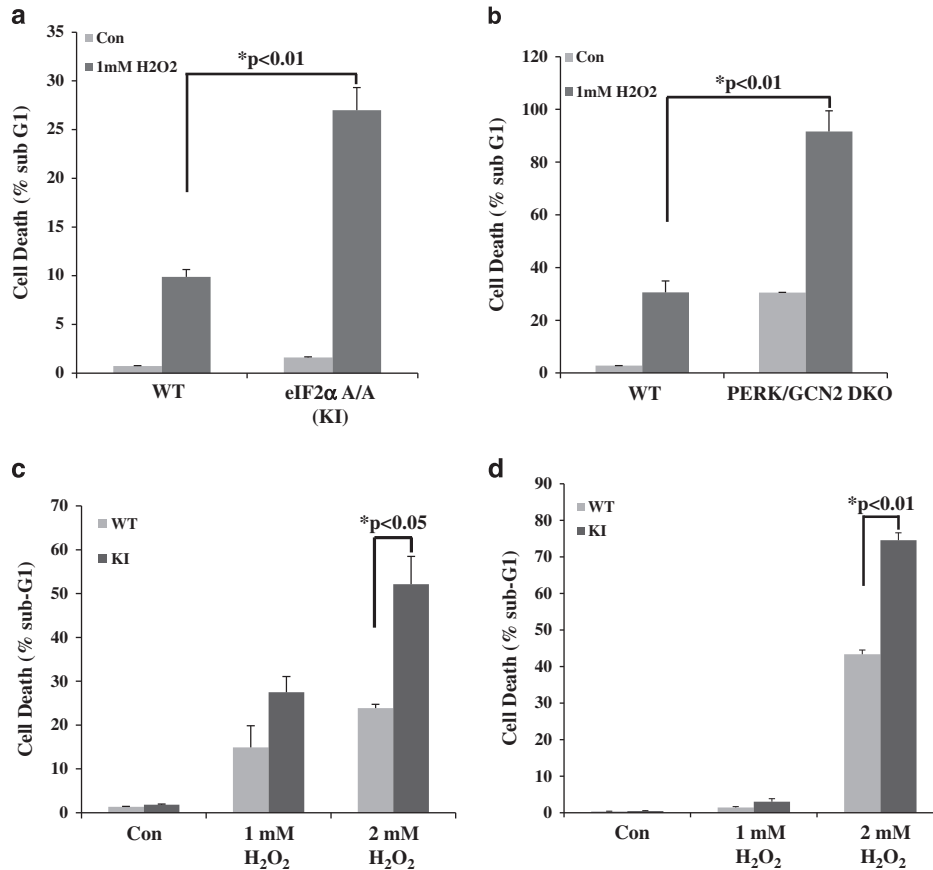 a
Con
1mM H2O2
*p<0.01
Cell Death (% sub G1)
35
30
25
20
15
10
5
0
WT
eIF2α A/A
(KI)
b
Con
1mM H2O2
*p<0.01
Cell Death (% sub G1)
120
100
80
60
40
20
0
WT
PERK/GCN2 DKO
c
WT
KI
*p<0.05
Cell Death (% sub-G1)
70
60
50
40
30
20
10
0
Con
1 mM
H₂O₂
2 mM
H₂O₂
d
WT
KI
*p<0.01
Cell Death (% sub-G1)
90
80
70
60
50
40
30
20
10
0
Con
1 mM
H₂O₂
2 mM
H₂O₂